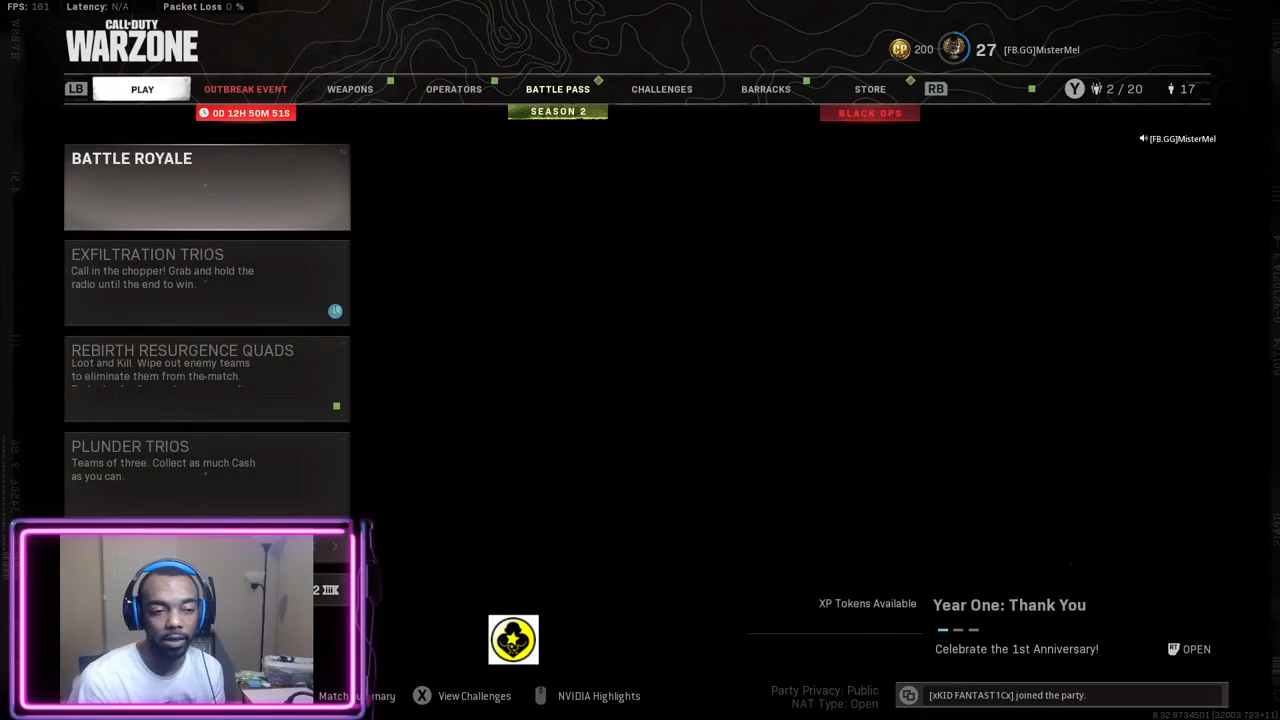 FPS: 161 Latency: N/A Packet Loss 0 %
CALL OF DUTY
WARZONE
CP 200 27 [FB.GG]MisterMel
LB PLAY OUTBREAK EVENT WEAPONS OPERATORS BATTLE PASS CHALLENGES BARRACKS STORE RB Y 2 / 20 17
0D 12H 50M 51S SEASON 2 BLACK OPS
[FB.GG]MisterMel
BATTLE ROYALE
EXFILTRATION TRIOS
Call in the chopper! Grab and hold the
radio until the end to win.
REBIRTH RESURGENCE QUADS
Loot and Kill. Wipe out enemy teams
to eliminate them from the match.
PLUNDER TRIOS
Teams of three. Collect as much Cash
as you can.
2
XP Tokens Available
Year One: Thank You
Celebrate the 1st Anniversary!
RT OPEN
Match X View Challenges NVIDIA Highlights
Party Privacy: Public
NAT Type: Open
[xKID FANTAST1Cx] joined the party.